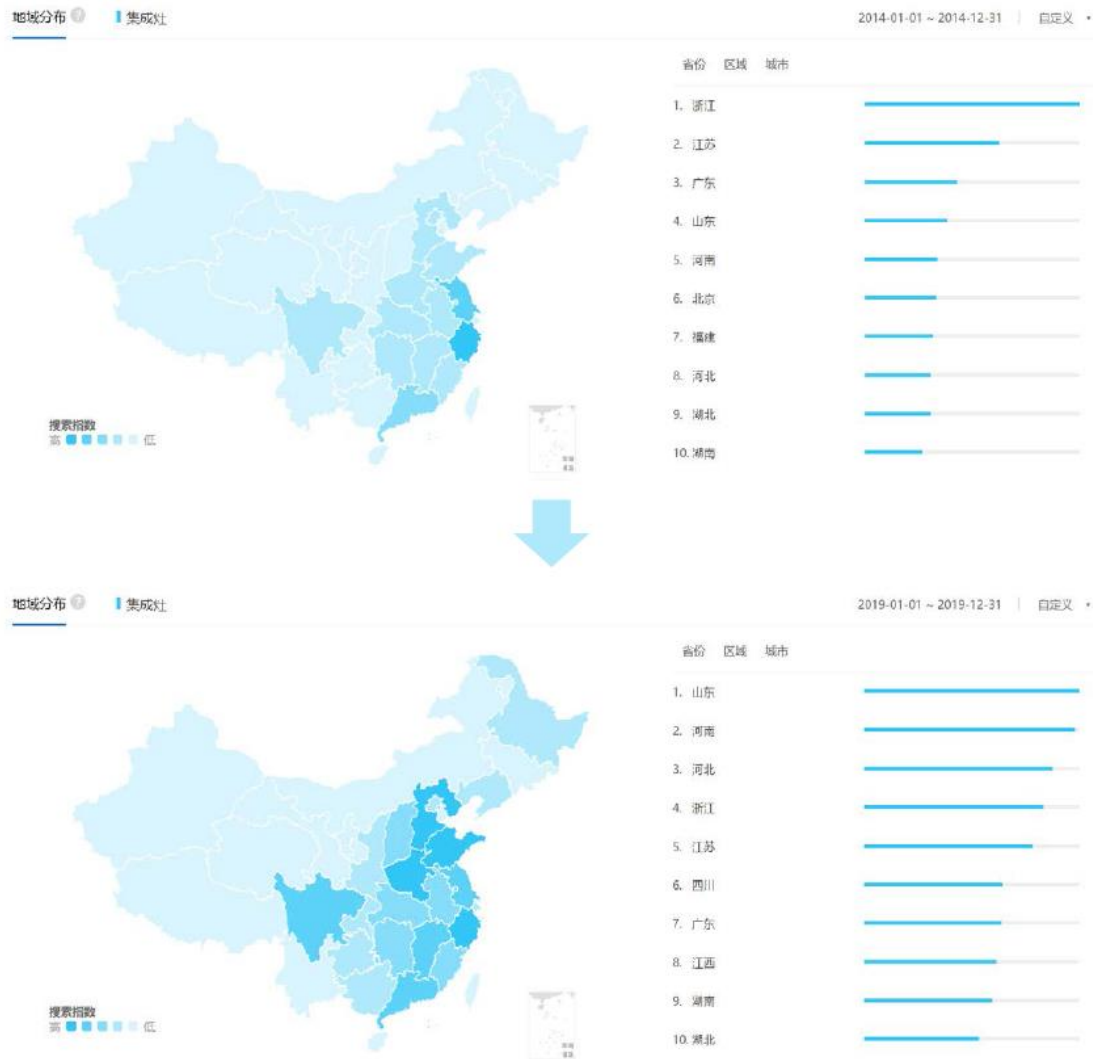 地域分布 ? 集成灶 2014-01-01 ~ 2014-12-31 自定义
省份 区域 城市
1. 浙江
2. 江苏
3. 广东
4. 山东
5. 河南
6. 北京
7. 福建
8. 河北
9. 湖北
10. 湖南
搜索指数
高 低
地域分布 ? 集成灶 2019-01-01 ~ 2019-12-31 自定义
省份 区域 城市
1. 山东
2. 河南
3. 河北
4. 浙江
5. 江苏
6. 四川
7. 广东
8. 江西
9. 湖南
10. 湖北
搜索指数
高 低